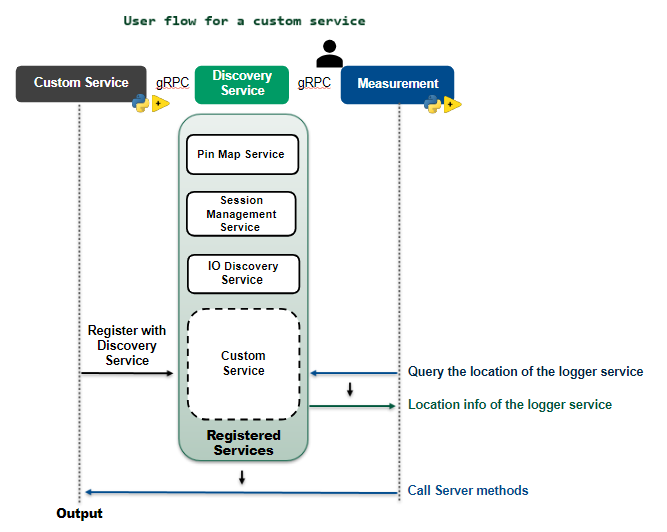 User flow for a custom service
Custom Service
gRPC
Discovery
Service
gRPC
Measurement
Pin Map Service
Session
Management
Service
IO Discovery
Service
Register with
Discovery
Service
Custom
Service
Query the location of the logger service
Location info of the logger service
Registered
Services
Call Server methods
Output